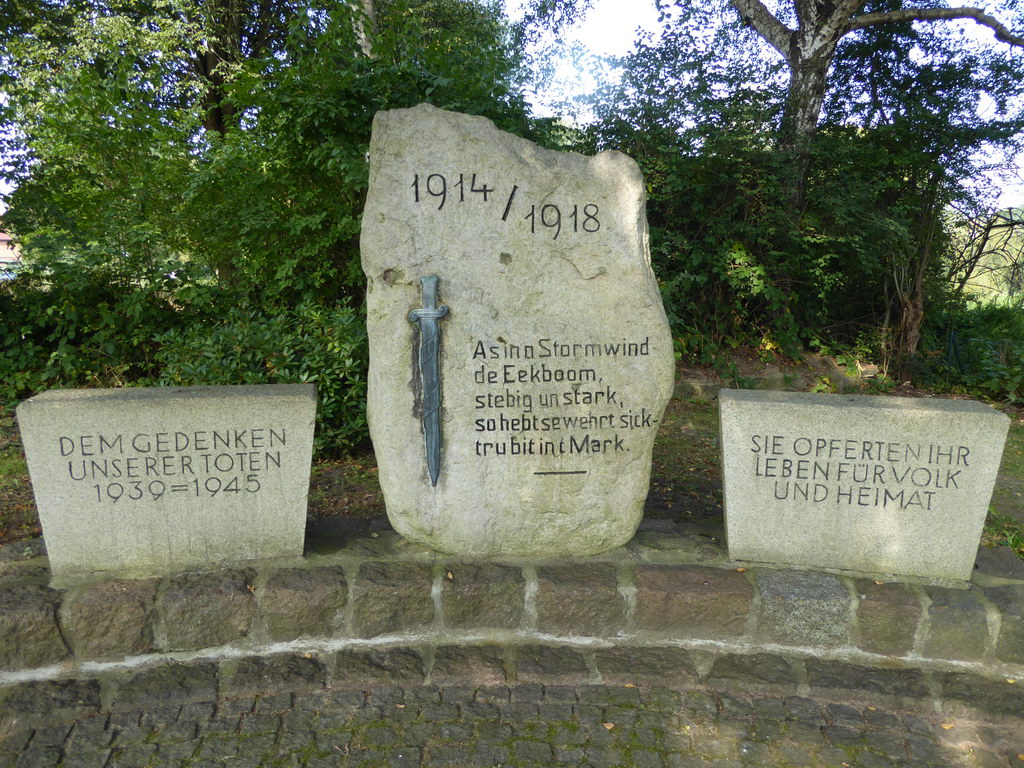 1914/1918
As in a Stormwind
de Eekboom,
stebig un stark,
so hebt se wehrt sick-
tru bit int Mark.
DEM GEDENKEN
UNSERER TOTEN
1939=1945
SIE OPFERTEN IHR
LEBEN FÜR VOLK
UND HEIMAT